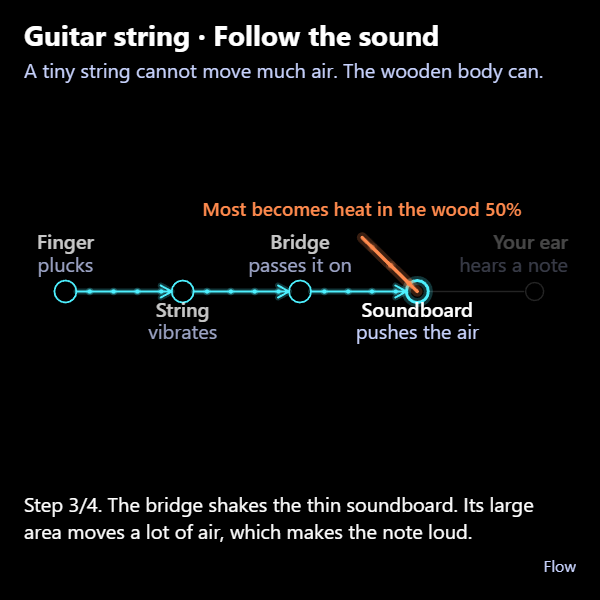 Guitar string · Follow the sound
A tiny string cannot move much air. The wooden body can.
Most becomes heat in the wood 50%
Finger
plucks
Bridge
passes it on
Your ear
hears a note
String
vibrates
Soundboard
pushes the air
Step 3/4. The bridge shakes the thin soundboard. Its large
area moves a lot of air, which makes the note loud.
Flow